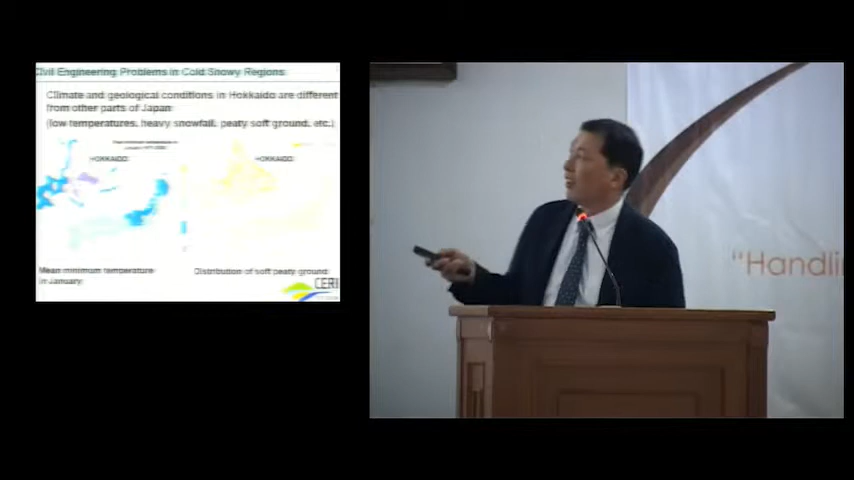 Civil Engineering Problems in Cold Snowy Regions
Climate and geological conditions in Hokkaido are different
from other parts of Japan
(low temperatures, heavy snowfall, peaty soft ground, etc.)
HOKKAIDO
HOKKAIDO
Mean minimum temperature
in January
Distribution of soft peaty ground
CERI
"Handlin